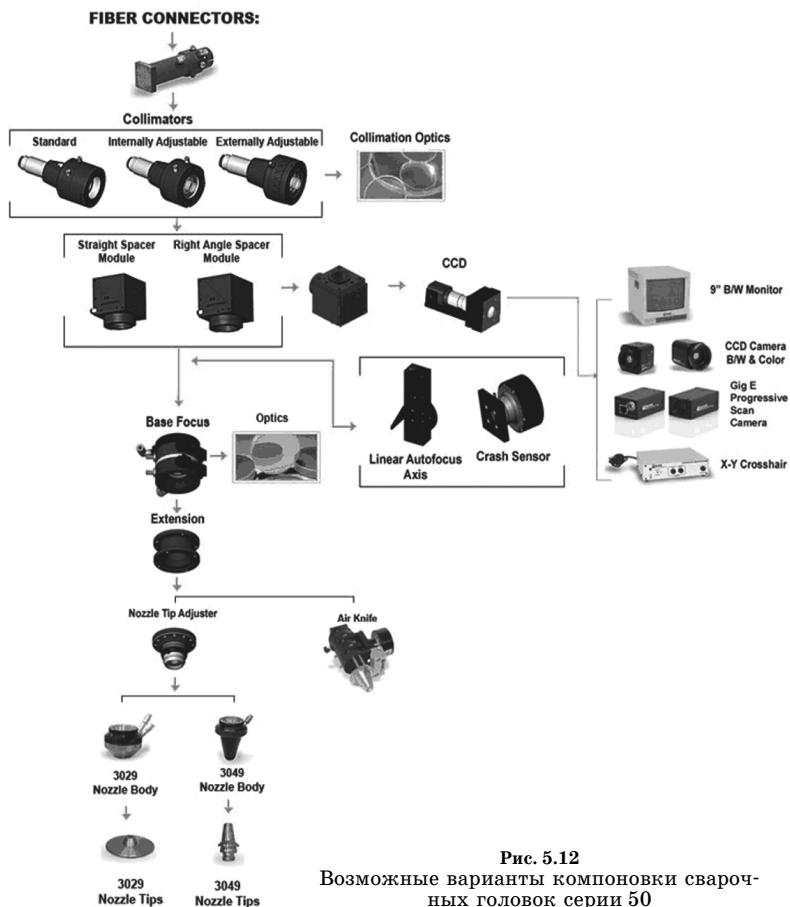 FIBER CONNECTORS:
Collimators
Standard
Internally Adjustable
Externally Adjustable
Collimation Optics
Straight Spacer
Module
Right Angle Spacer
Module
CCD
9" B/W Monitor
CCD Camera
B/W & Color
Gig E
Progressive
Scan
Camera
X-Y Crosshair
Base Focus
Optics
Linear Autofocus
Axis
Crash Sensor
Extension
Nozzle Tip Adjuster
Air Knife
3029
Nozzle Body
3049
Nozzle Body
3029
Nozzle Tips
3049
Nozzle Tips
Рис. 5.12
Возможные варианты компоновки свароч-
ных головок серии 50